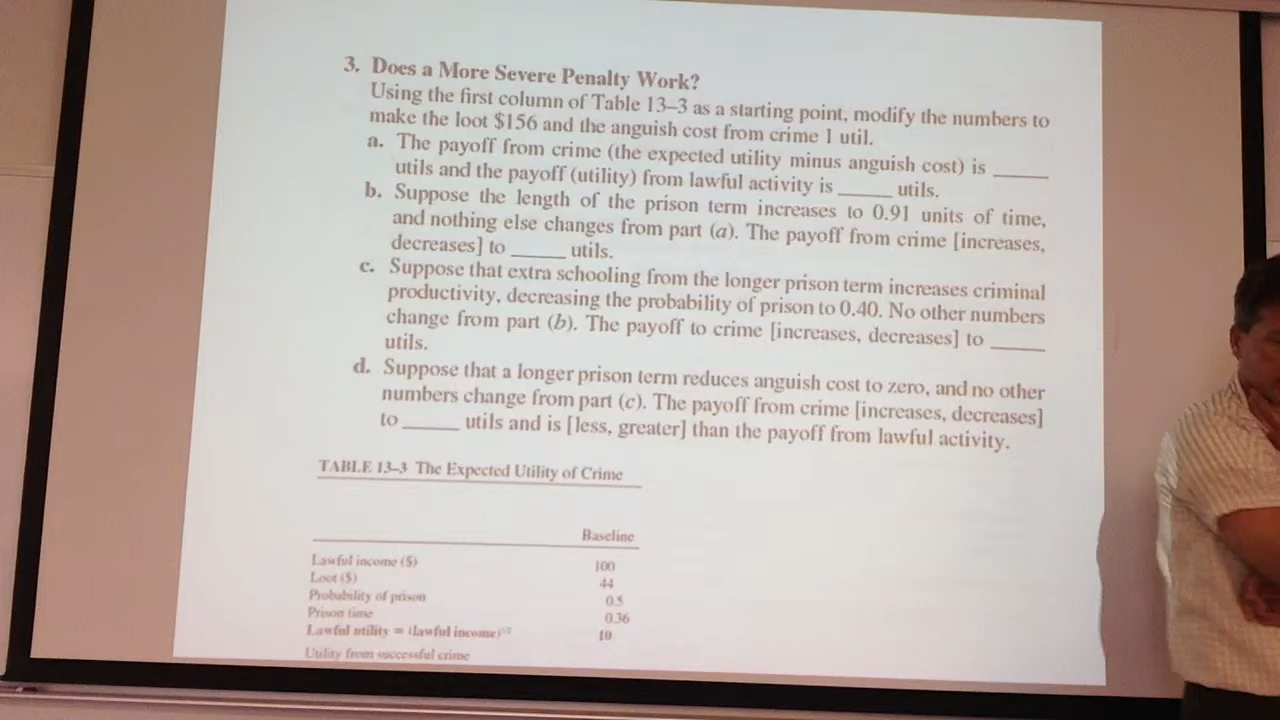 3. Does a More Severe Penalty Work?
Using the first column of Table 13–3 as a starting point, modify the numbers to
make the loot $156 and the anguish cost from crime 1 util.
a. The payoff from crime (the expected utility minus anguish cost) is _____
utils and the payoff (utility) from lawful activity is _____ utils.
b. Suppose the length of the prison term increases to 0.91 units of time,
and nothing else changes from part (a). The payoff from crime [increases,
decreases] to _____ utils.
c. Suppose that extra schooling from the longer prison term increases criminal
productivity, decreasing the probability of prison to 0.40. No other numbers
change from part (b). The payoff to crime [increases, decreases] to _____
utils.
d. Suppose that a longer prison term reduces anguish cost to zero, and no other
numbers change from part (c). The payoff from crime [increases, decreases]
to _____ utils and is [less, greater] than the payoff from lawful activity.
TABLE 13–3 The Expected Utility of Crime
Baseline
Lawful income ($) 100
Loot ($) 44
Probability of prison 0.5
Prison time 0.36
Lawful utility = (lawful income)^1/2 10
Utility from successful crime